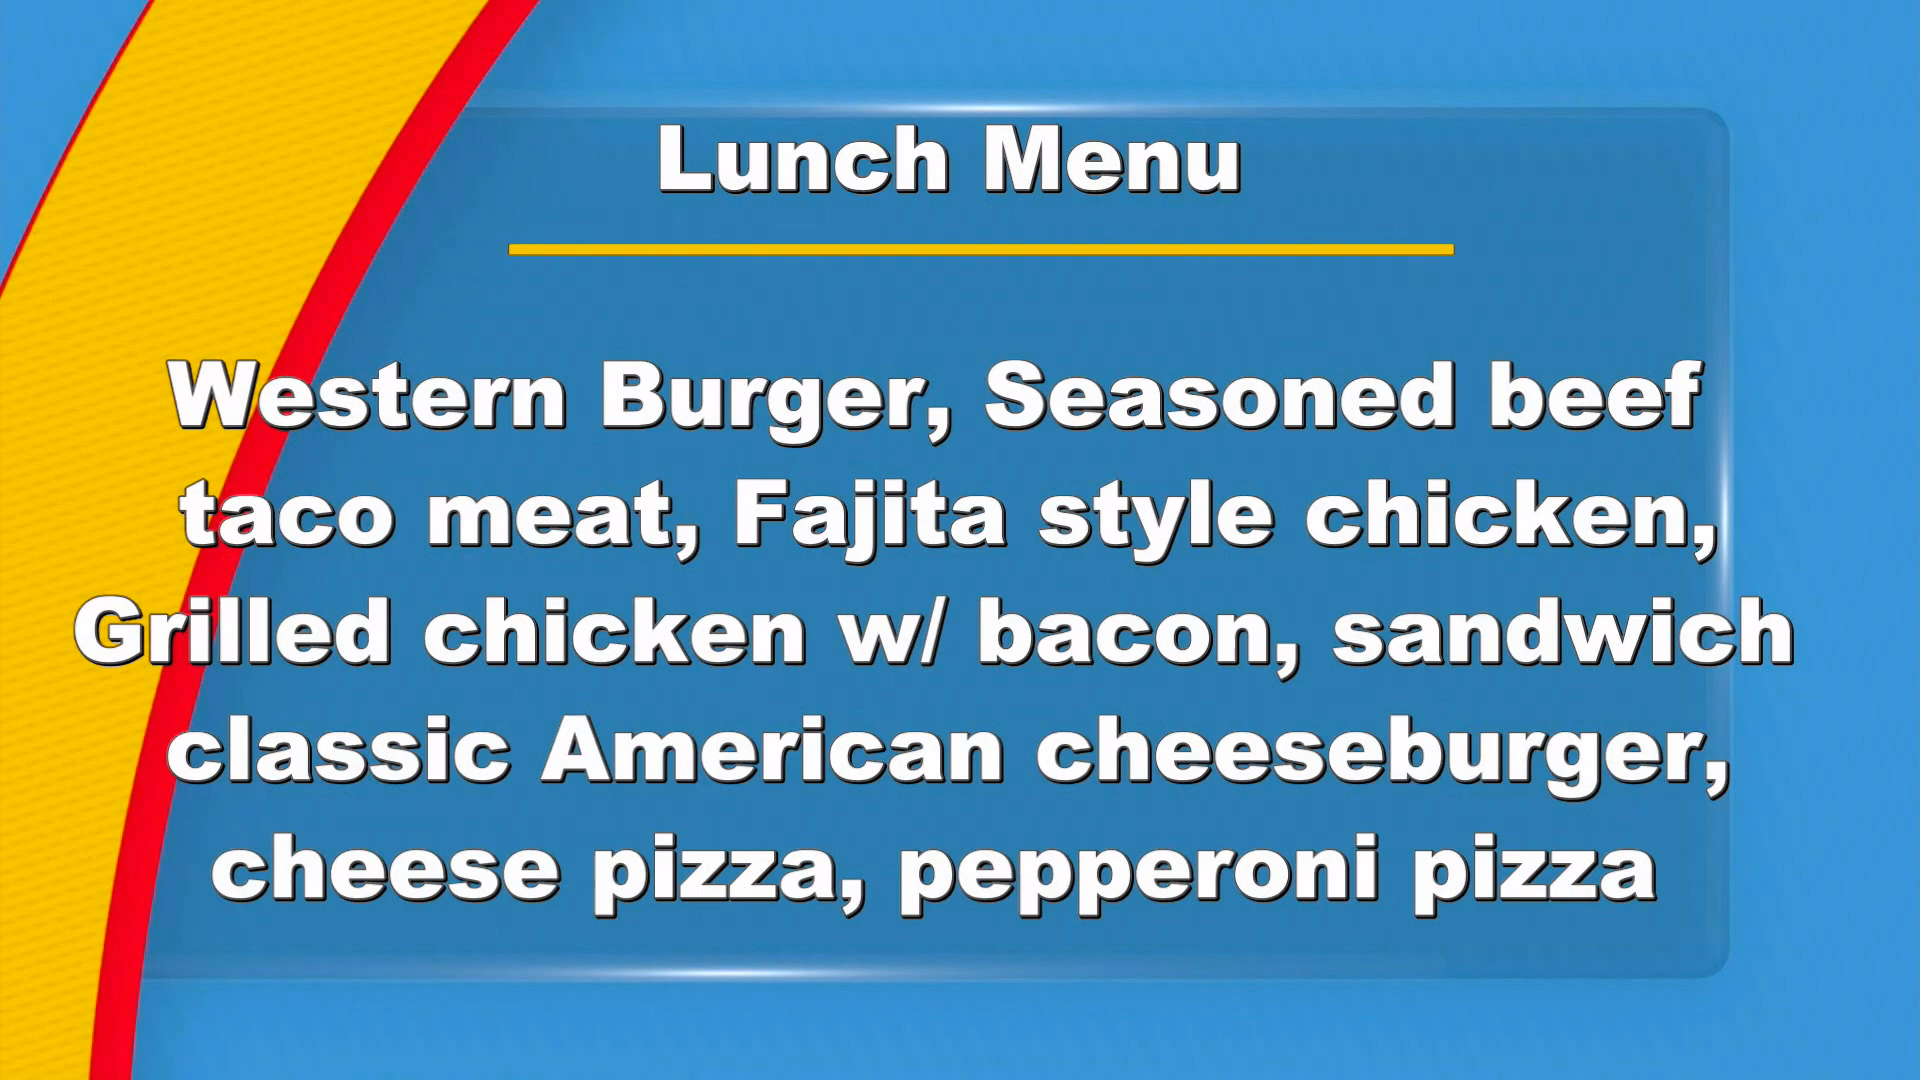 Lunch Menu
Western Burger, Seasoned beef
taco meat, Fajita style chicken,
Grilled chicken w/ bacon, sandwich
classic American cheeseburger,
cheese pizza, pepperoni pizza